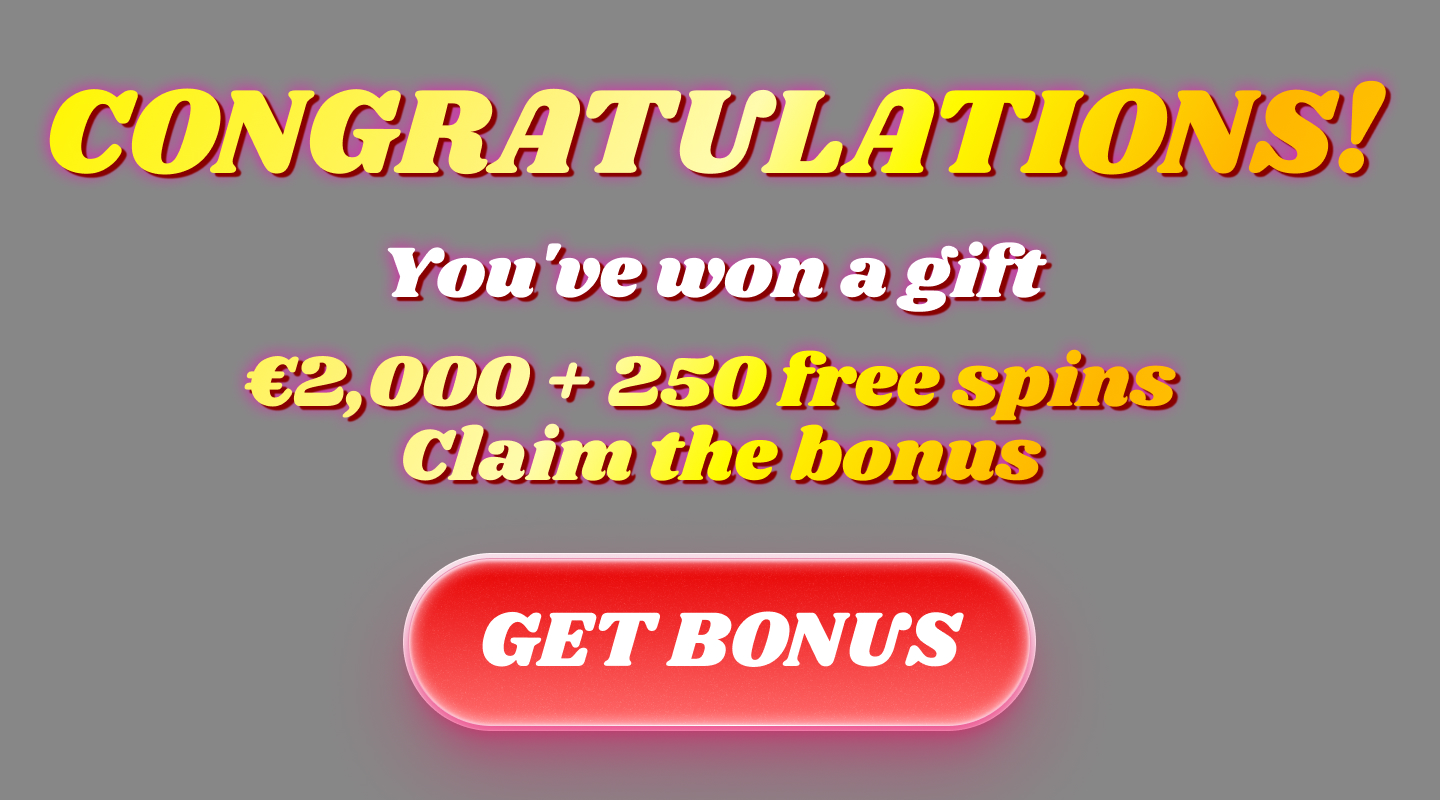 CONGRATULATIONS!
You've won a gift
€2,000 + 250 free spins
Claim the bonus
GET BONUS